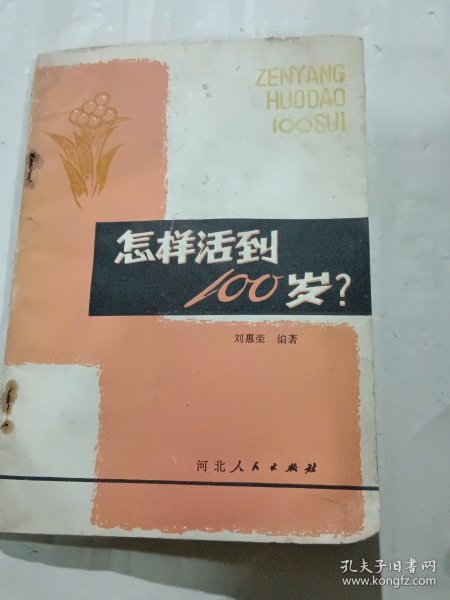 ZENYANG
HUODAO
100SUI
怎样活到
100岁?
刘惠荣 编著
河北人民出版社
孔夫子旧书网
www.kongfz.com